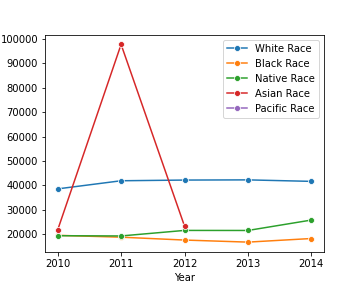 100000
90000
80000
70000
60000
50000
40000
30000
20000
White Race
Black Race
Native Race
Asian Race
Pacific Race
2010 2011 2012 2013 2014
Year